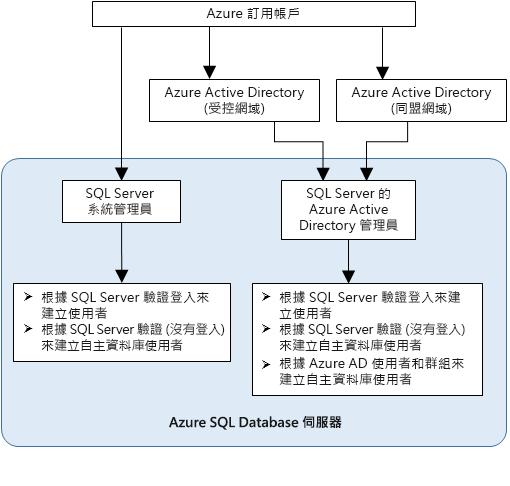 Azure 訂用帳戶
Azure Active Directory
(受控網域)
Azure Active Directory
(同盟網域)
SQL Server
系統管理員
SQL Server 的
Azure Active
Directory 管理員
➢ 根據 SQL Server 驗證登入來
建立使用者
➢ 根據 SQL Server 驗證 (沒有登入)
來建立自主資料庫使用者
➢ 根據 SQL Server 驗證登入來建
立使用者
➢ 根據 SQL Server 驗證 (沒有登入)
來建立自主資料庫使用者
➢ 根據 Azure AD 使用者和群組來
建立自主資料庫使用者
Azure SQL Database 伺服器